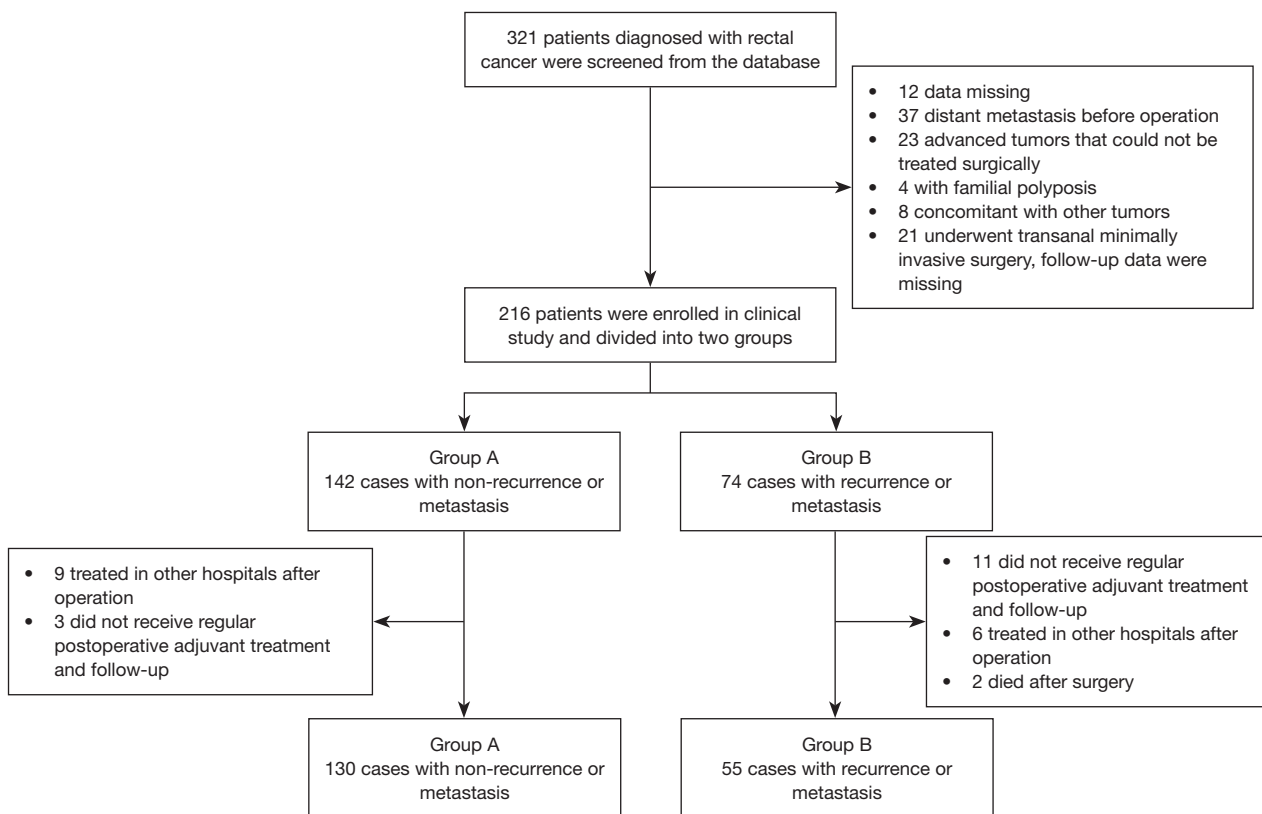 321 patients diagnosed with rectal
cancer were screened from the database
• 12 data missing
• 37 distant metastasis before operation
• 23 advanced tumors that could not be
treated surgically
• 4 with familial polyposis
• 8 concomitant with other tumors
• 21 underwent transanal minimally
invasive surgery, follow-up data were
missing
216 patients were enrolled in clinical
study and divided into two groups
Group A
142 cases with non-recurrence or
metastasis
Group B
74 cases with recurrence or
metastasis
• 9 treated in other hospitals after
operation
• 3 did not receive regular
postoperative adjuvant treatment
and follow-up
• 11 did not receive regular
postoperative adjuvant treatment
and follow-up
• 6 treated in other hospitals after
operation
• 2 died after surgery
Group A
130 cases with non-recurrence or
metastasis
Group B
55 cases with recurrence or
metastasis